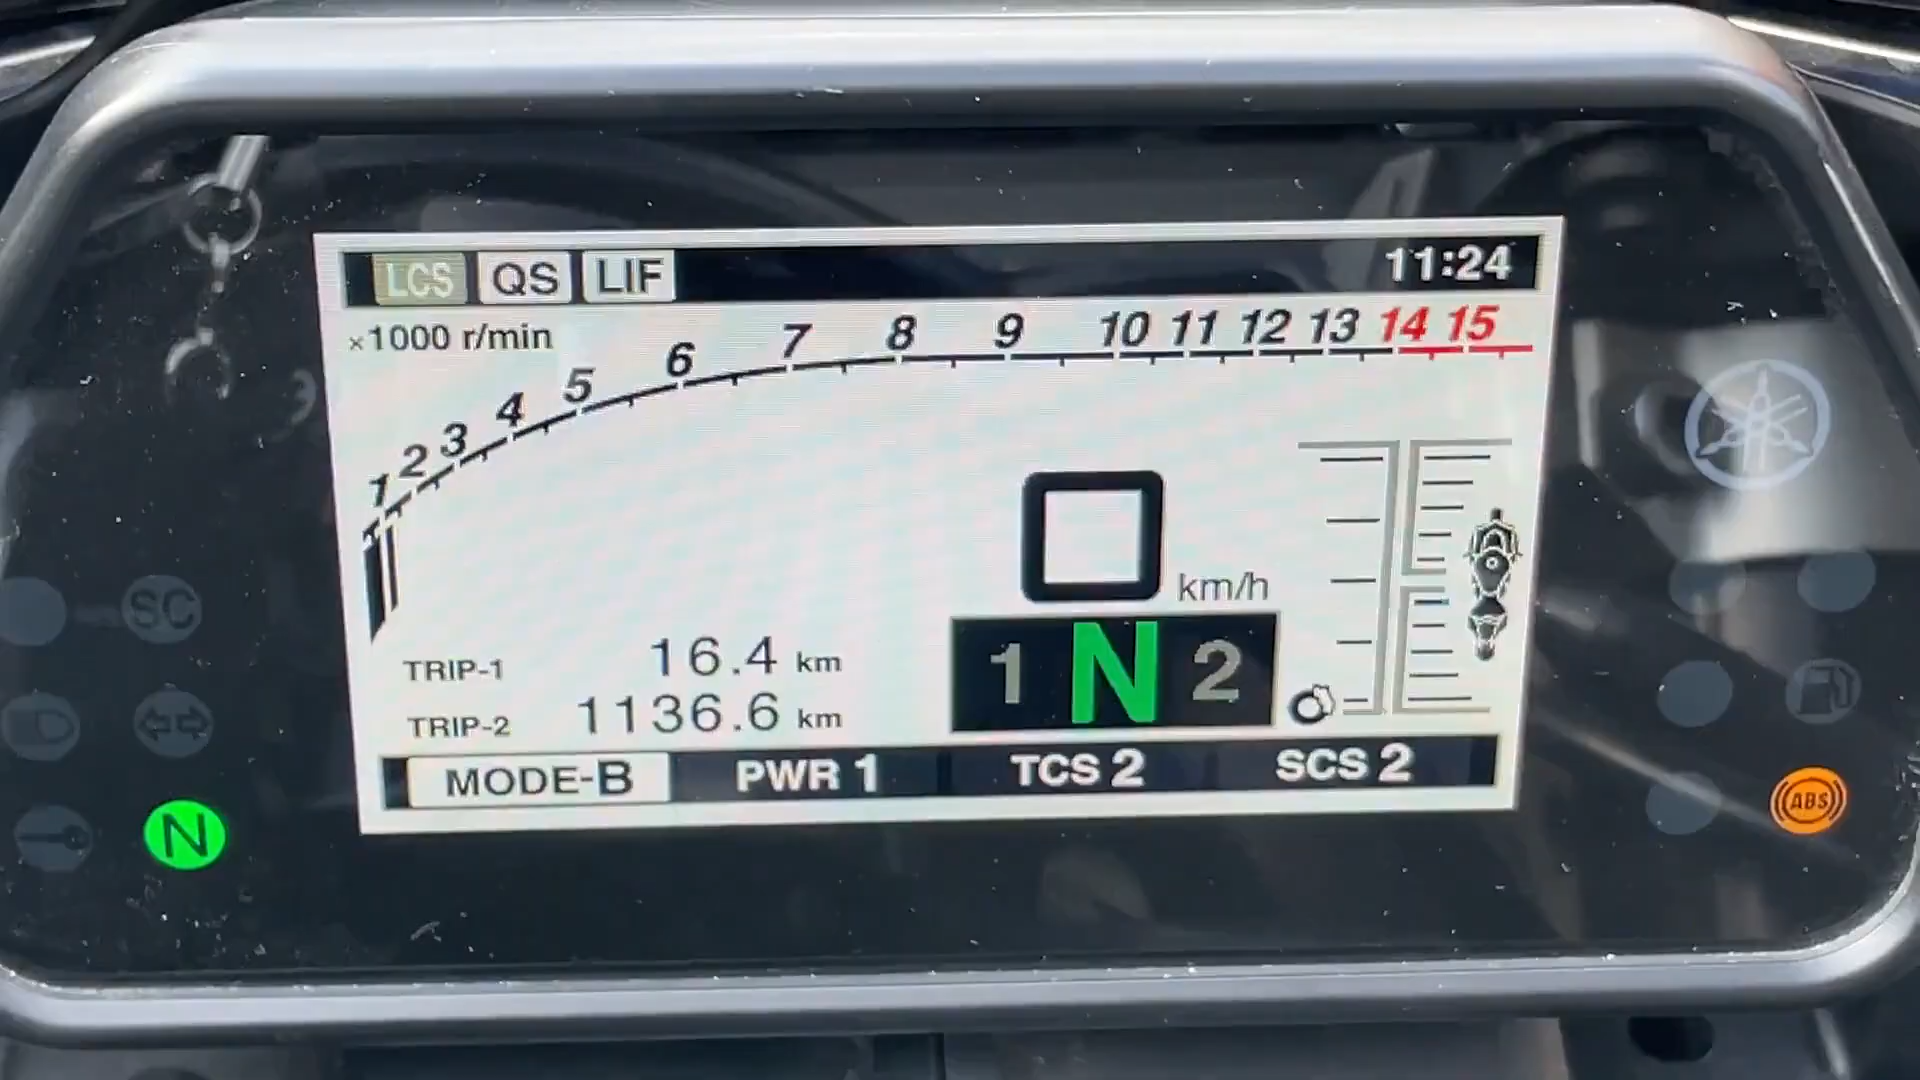 LCS QS LIF 11:24
×1000 r/min
1 2 3 4 5 6 7 8 9 10 11 12 13 14 15
0 km/h
1 N 2
TRIP-1 16.4 km
TRIP-2 1136.6 km
MODE-B PWR 1 TCS 2 SCS 2
SC
N
ABS